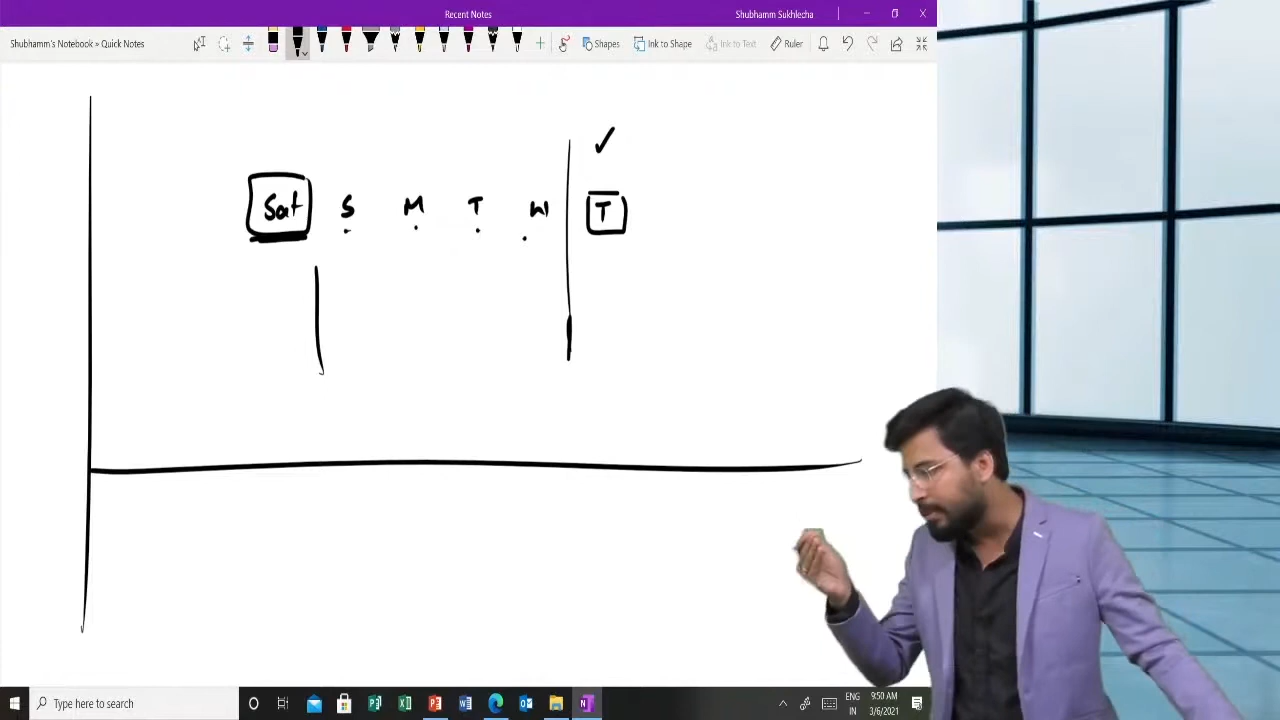 Recent Notes
Shubhamm Sukhlecha
Shubhamm's Notebook » Quick Notes
Shapes
Ink to Shape
Ink to Text
Ruler
Sat S M T W T
Type here to search
ENG
IN
9:50 AM
3/6/2021